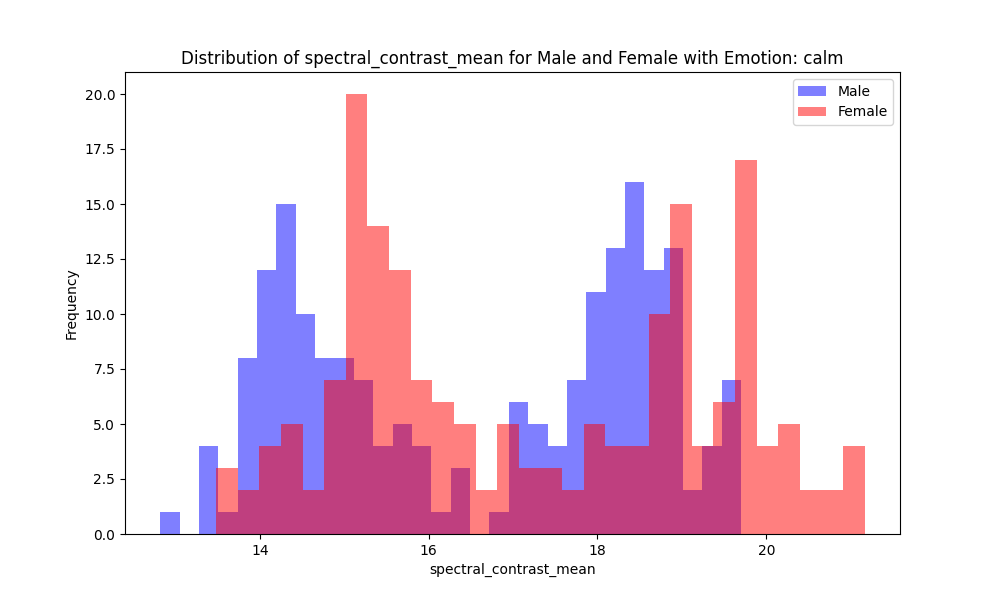 Distribution of spectral_contrast_mean for Male and Female with Emotion: calm
Male
Female
20.0
17.5
15.0
12.5
10.0
7.5
5.0
2.5
0.0
Frequency
14 16 18 20
spectral_contrast_mean